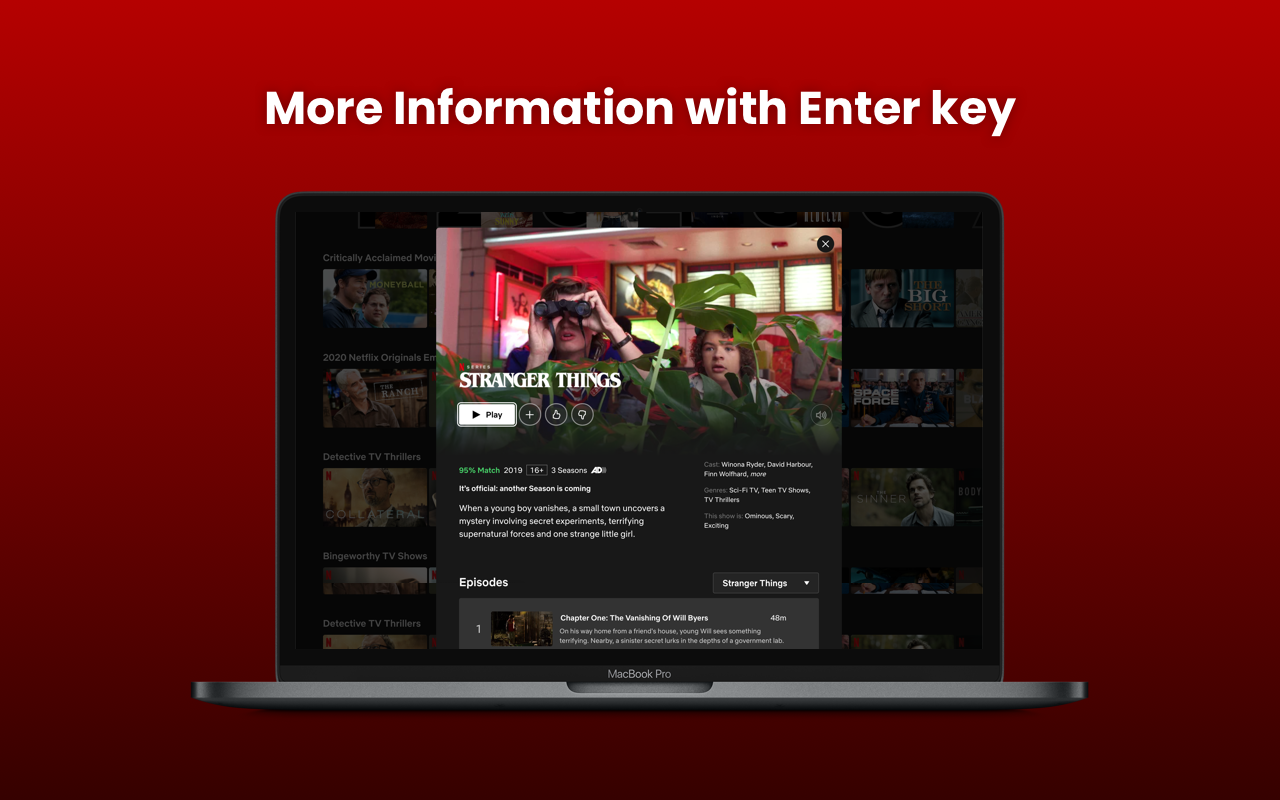 More Information with Enter key
Critically Acclaimed Movi
MONEYBALL
THE
BIG
SHORT
2020 Netflix Originals Em
THE
RANCH
SPACE
FORCE
Detective TV Thrillers
COLLATERAL
THE
SINNER
BODY
Bingeworthy TV Shows
Detective TV Thrillers
SERIES
STRANGER THINGS
Play
95% Match 2019 16+ 3 Seasons AD
It's official: another Season is coming
When a young boy vanishes, a small town uncovers a
mystery involving secret experiments, terrifying
supernatural forces and one strange little girl.
Cast: Winona Ryder, David Harbour,
Finn Wolfhard, more
Genres: Sci-Fi TV, Teen TV Shows,
TV Thrillers
This show is: Ominous, Scary,
Exciting
Episodes
Stranger Things
1
Chapter One: The Vanishing Of Will Byers 48m
On his way home from a friend's house, young Will sees something
terrifying. Nearby, a sinister secret lurks in the depths of a government lab.
MacBook Pro